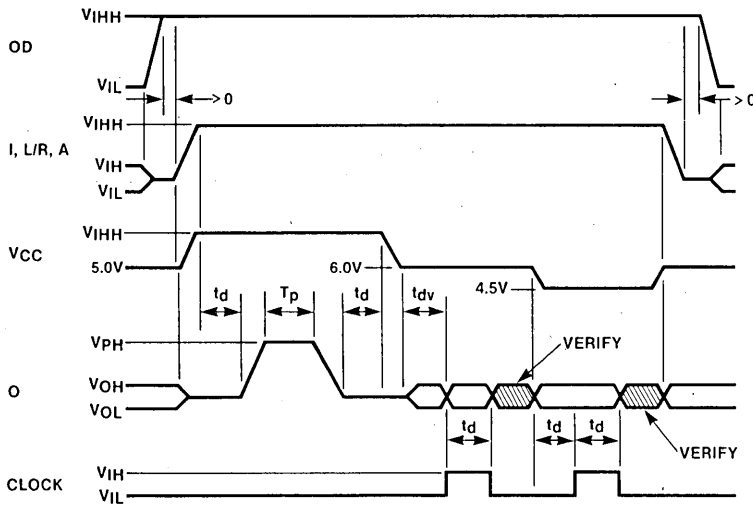 VIHH
OD
VIL
>0
>0
VIHH
I, L/R, A
VIH
VIL
VIHH
VCC
5.0V
6.0V
4.5V
td
Tp
td
tdv
VPH
VERIFY
O
VOH
VOL
td
td
td
VERIFY
CLOCK
VIH
VIL